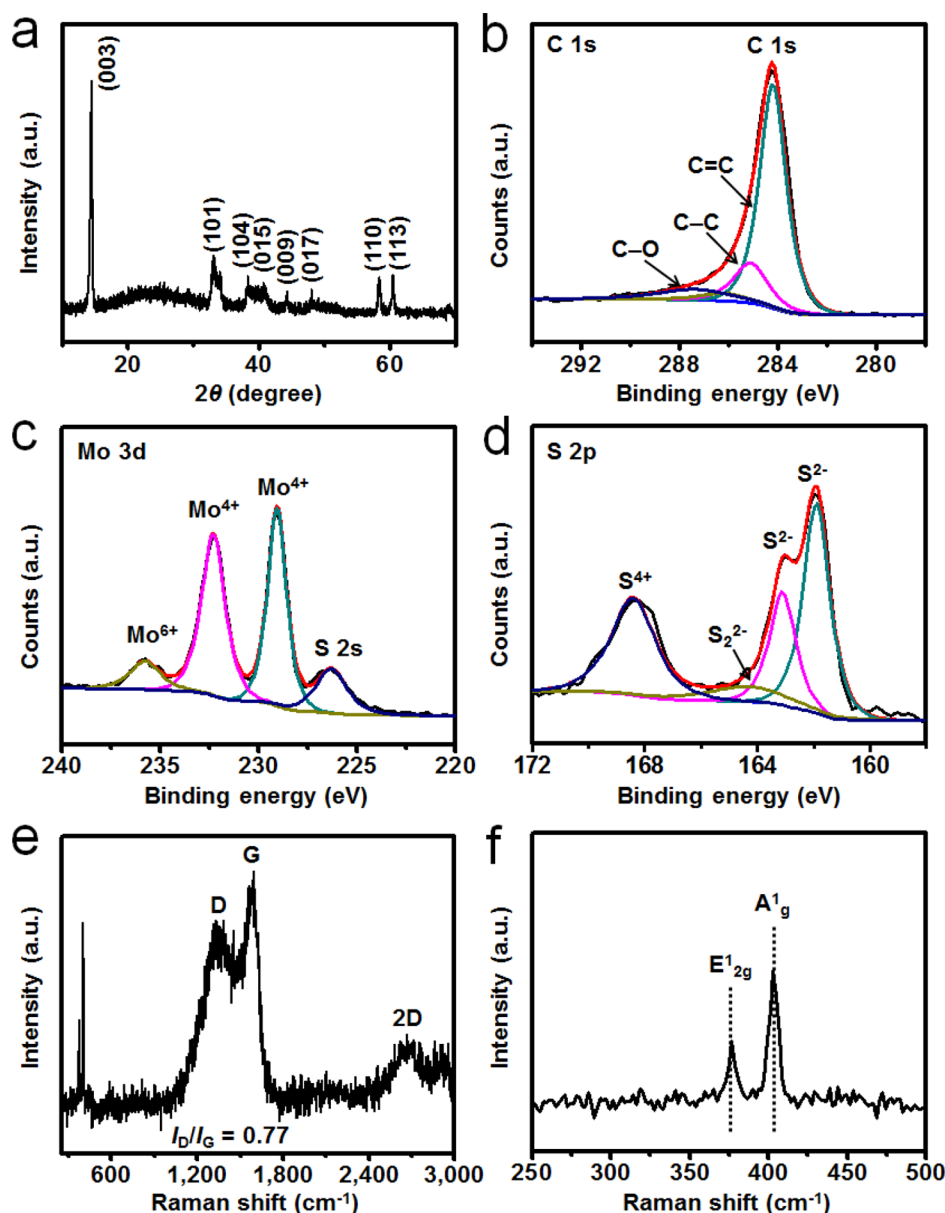 a
Intensity (a.u.)
(003)
(101)
(104)
(015)
(009)
(017)
(110)
(113)
20 40 60
2θ (degree)
b
C 1s
C 1s
C=C
C–C
C–O
Counts (a.u.)
292 288 284 280
Binding energy (eV)
c
Mo 3d
Mo⁴⁺
Mo⁴⁺
Mo⁶⁺
S 2s
Counts (a.u.)
240 235 230 225 220
Binding energy (eV)
d
S 2p
S²⁻
S²⁻
S⁴⁺
S₂²⁻
Counts (a.u.)
172 168 164 160
Binding energy (eV)
e
G
D
2D
Intensity (a.u.)
I_D/I_G = 0.77
600 1,200 1,800 2,400 3,000
Raman shift (cm⁻¹)
f
A¹g
E¹₂g
Intensity (a.u.)
250 300 350 400 450 500
Raman shift (cm⁻¹)